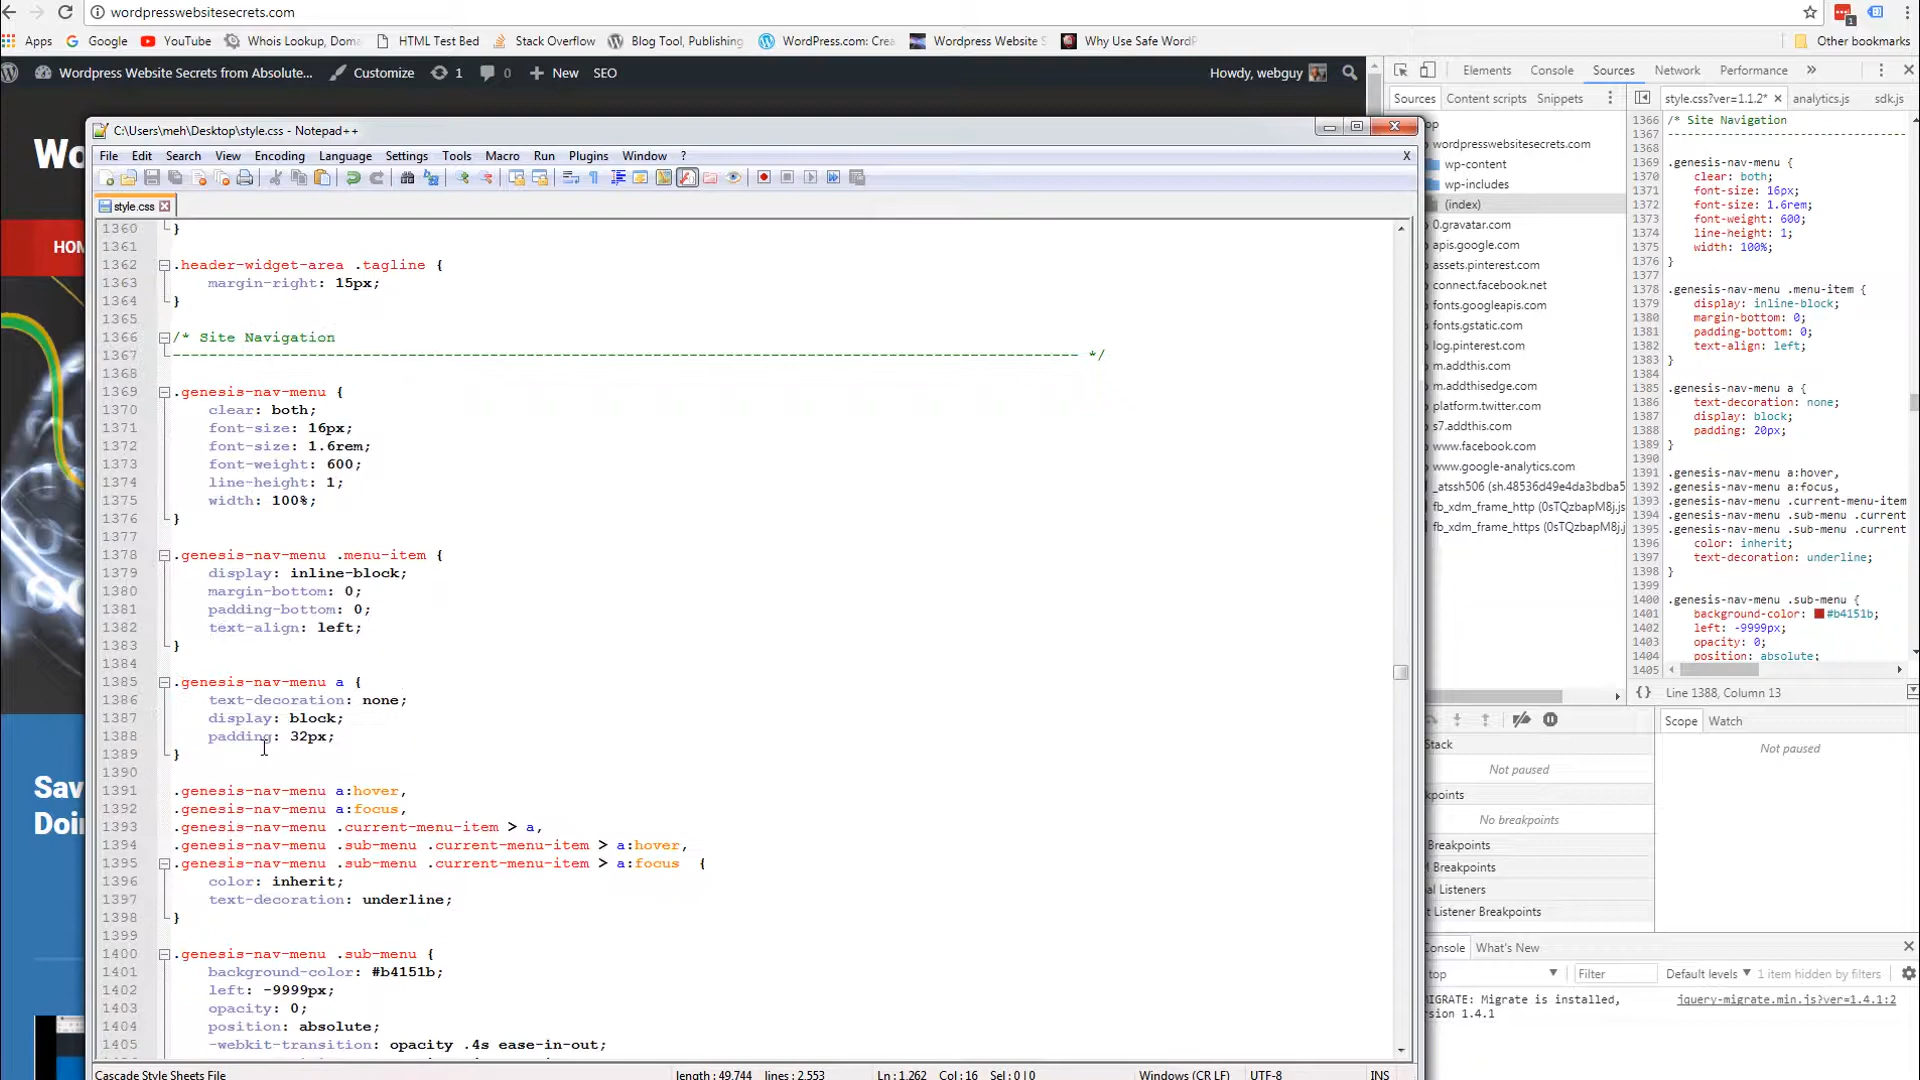 wordpresswebsitesecrets.com
Apps Google YouTube Whois Lookup, Doma HTML Test Bed Stack Overflow Blog Tool, Publishing WordPress.com: Crea Wordpress Website S Why Use Safe WordP Other bookmarks
Wordpress Website Secrets from Absolute... Customize 1 0 New SEO Howdy, webguy
Elements Console Sources Network Performance
Sources Content scripts Snippets style.css?ver=1.1.2* analytics.js sdk.js
Wo
HOM
Sav
Doin
C:\Users\meh\Desktop\style.css - Notepad++
File Edit Search View Encoding Language Settings Tools Macro Run Plugins Window ? X
style.css
1360 }
1361
1362 .header-widget-area .tagline {
1363 margin-right: 15px;
1364 }
1365
1366 /* Site Navigation
1367 ---------------------------------------------------------------------------------------------------- */
1368
1369 .genesis-nav-menu {
1370 clear: both;
1371 font-size: 16px;
1372 font-size: 1.6rem;
1373 font-weight: 600;
1374 line-height: 1;
1375 width: 100%;
1376 }
1377
1378 .genesis-nav-menu .menu-item {
1379 display: inline-block;
1380 margin-bottom: 0;
1381 padding-bottom: 0;
1382 text-align: left;
1383 }
1384
1385 .genesis-nav-menu a {
1386 text-decoration: none;
1387 display: block;
1388 padding: 32px;
1389 }
1390
1391 .genesis-nav-menu a:hover,
1392 .genesis-nav-menu a:focus,
1393 .genesis-nav-menu .current-menu-item > a,
1394 .genesis-nav-menu .sub-menu .current-menu-item > a:hover,
1395 .genesis-nav-menu .sub-menu .current-menu-item > a:focus {
1396 color: inherit;
1397 text-decoration: underline;
1398 }
1399
1400 .genesis-nav-menu .sub-menu {
1401 background-color: #b4151b;
1402 left: -9999px;
1403 opacity: 0;
1404 position: absolute;
1405 -webkit-transition: opacity .4s ease-in-out;
Cascade Style Sheets File length : 49.744 lines : 2.553 Ln : 1.262 Col : 16 Sel : 0 | 0 Windows (CR LF) UTF-8 INS
op
wordpresswebsitesecrets.com
wp-content
wp-includes
(index)
0.gravatar.com
apis.google.com
assets.pinterest.com
connect.facebook.net
fonts.googleapis.com
fonts.gstatic.com
log.pinterest.com
m.addthis.com
m.addthisedge.com
platform.twitter.com
s7.addthis.com
www.facebook.com
www.google-analytics.com
_atssh506 (sh.48536d49e4da3bdba5
fb_xdm_frame_http (0sTQzbapM8j.js
fb_xdm_frame_https (0sTQzbapM8j.j
1366 /* Site Navigation
1367 -----------------------------------
1368
1369 .genesis-nav-menu {
1370 clear: both;
1371 font-size: 16px;
1372 font-size: 1.6rem;
1373 font-weight: 600;
1374 line-height: 1;
1375 width: 100%;
1376 }
1377
1378 .genesis-nav-menu .menu-item {
1379 display: inline-block;
1380 margin-bottom: 0;
1381 padding-bottom: 0;
1382 text-align: left;
1383 }
1384
1385 .genesis-nav-menu a {
1386 text-decoration: none;
1387 display: block;
1388 padding: 20px;
1389 }
1390
1391 .genesis-nav-menu a:hover,
1392 .genesis-nav-menu a:focus,
1393 .genesis-nav-menu .current-menu-item
1394 .genesis-nav-menu .sub-menu .current
1395 .genesis-nav-menu .sub-menu .current
1396 color: inherit;
1397 text-decoration: underline;
1398 }
1399
1400 .genesis-nav-menu .sub-menu {
1401 background-color: #b4151b;
1402 left: -9999px;
1403 opacity: 0;
1404 position: absolute;
1405
{} Line 1388, Column 13
Scope Watch
Not paused
Stack
Not paused
kpoints
No breakpoints
Breakpoints
M Breakpoints
al Listeners
t Listener Breakpoints
Console What's New
top Filter Default levels 1 item hidden by filters
MIGRATE: Migrate is installed, jquery-migrate.min.js?ver=1.4.1:2
rsion 1.4.1